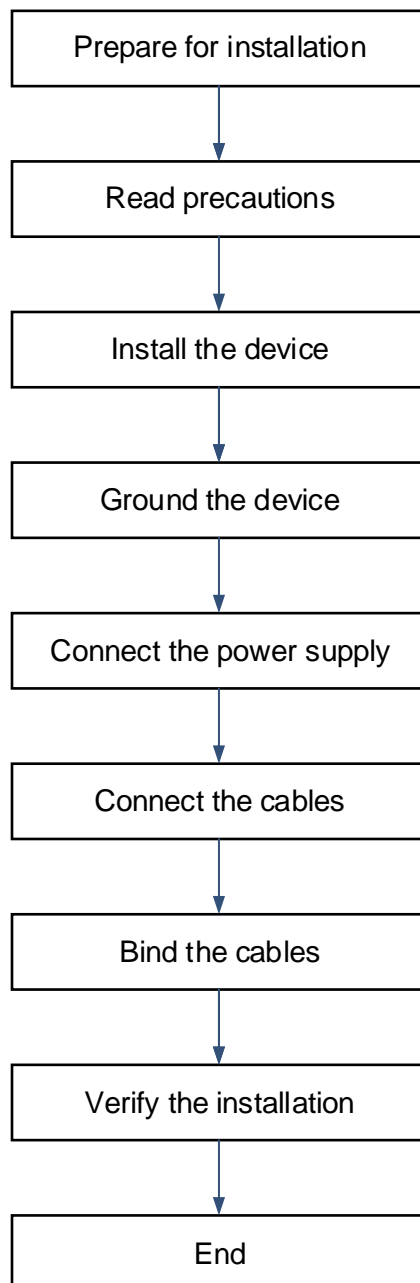 Prepare for installation
Read precautions
Install the device
Ground the device
Connect the power supply
Connect the cables
Bind the cables
Verify the installation
End